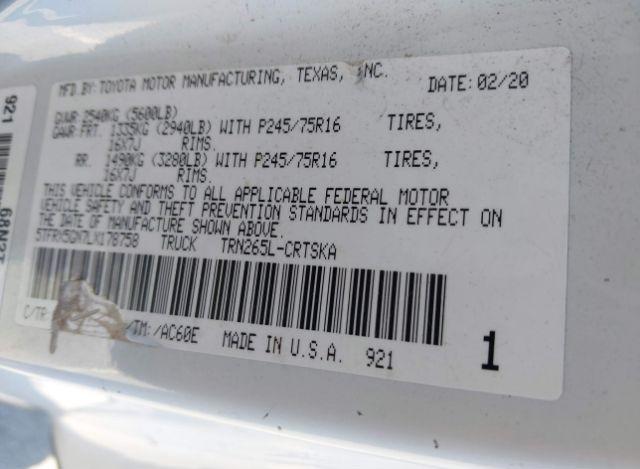 MFD.BY:TOYOTA MOTOR MANUFACTURING, TEXAS, INC. DATE:02/20
GVWR 2540KG (5600LB)
GAWR FRT. 1335KG (2940LB) WITH P245/75R16 TIRES,
16X7J RIMS.
RR. 1490KG (3280LB) WITH P245/75R16 TIRES,
16X7J RIMS.
THIS VEHICLE CONFORMS TO ALL APPLICABLE FEDERAL MOTOR
VEHICLE SAFETY AND THEFT PREVENTION STANDARDS IN EFFECT ON
THE DATE OF MANUFACTURE SHOWN ABOVE.
5TFRX5GN7LX178758 TRUCK TRN265L-CRTSKA
C/TR /TM:/AC60E MADE IN U.S.A. 921 1
921